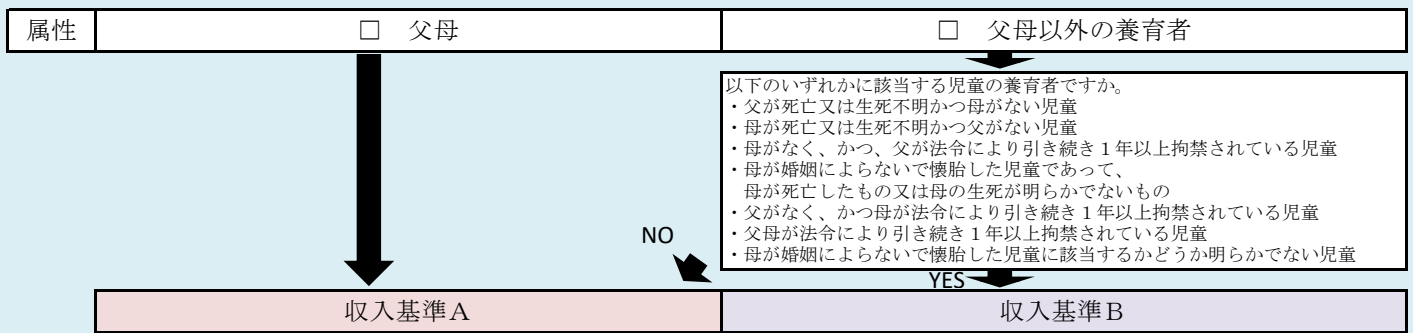 属性
□ 父母
□ 父母以外の養育者
以下のいずれかに該当する児童の養育者ですか。
・父が死亡又は生死不明かつ母がない児童
・母が死亡又は生死不明かつ父がない児童
・母がなく、かつ、父が法令により引き続き１年以上拘禁されている児童
・母が婚姻によらないで懐胎した児童であって、
母が死亡したもの又は母の生死が明らかでないもの
・父がなく、かつ母が法令により引き続き１年以上拘禁されている児童
・父母が法令により引き続き１年以上拘禁されている児童
・母が婚姻によらないで懐胎した児童に該当するかどうか明らかでない児童
NO
YES
収入基準Ａ
収入基準Ｂ